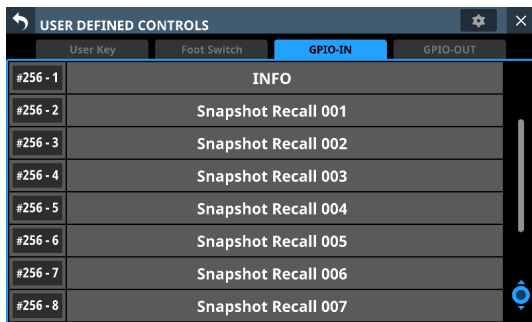 USER DEFINED CONTROLS
User Key Foot Switch GPIO-IN GPIO-OUT
#256 - 1 INFO
#256 - 2 Snapshot Recall 001
#256 - 3 Snapshot Recall 002
#256 - 4 Snapshot Recall 003
#256 - 5 Snapshot Recall 004
#256 - 6 Snapshot Recall 005
#256 - 7 Snapshot Recall 006
#256 - 8 Snapshot Recall 007